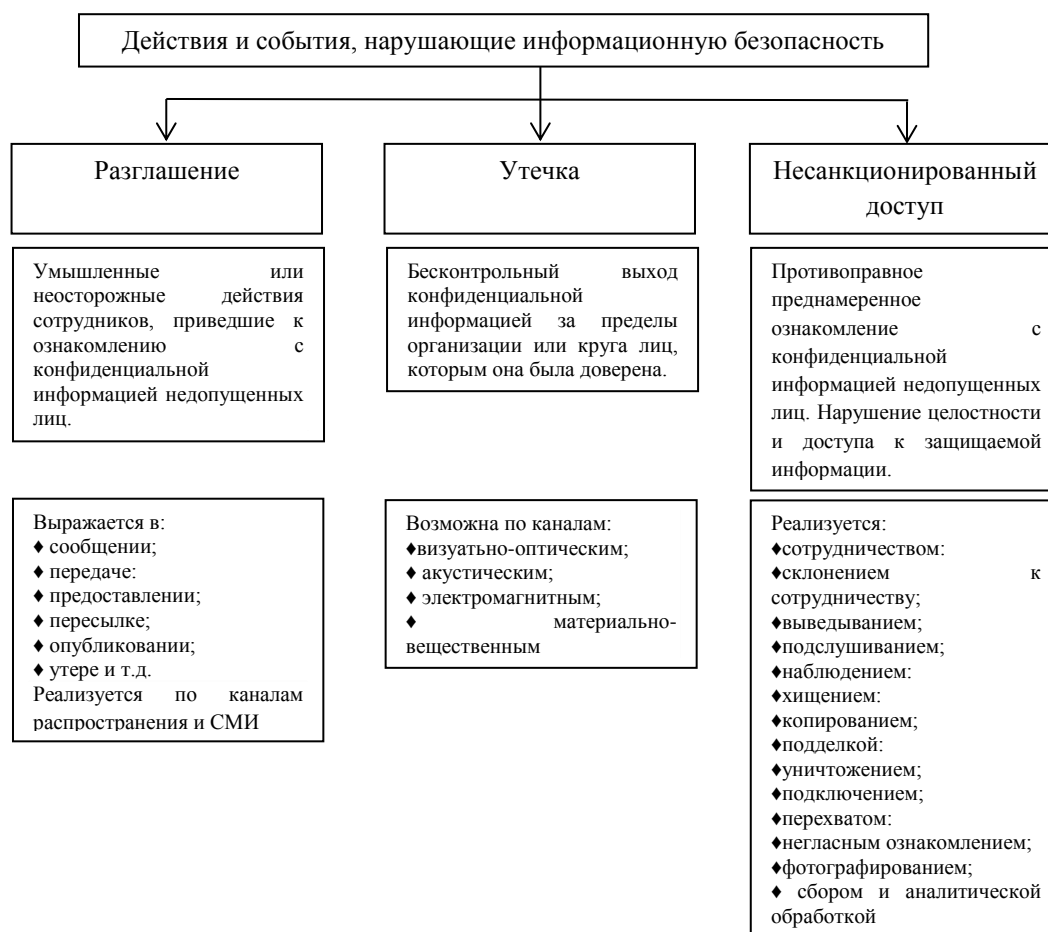 Действия и события, нарушающие информационную безопасность
Разглашение
Умышленные или
неосторожные действия
сотрудников, приведшие к
ознакомлению с
конфиденциальной
информацией недопущенных
лиц.
Выражается в:
♦ сообщении;
♦ передаче:
♦ предоставлении;
♦ пересылке;
♦ опубликовании;
♦ утере и т.д.
Реализуется по каналам
распространения и СМИ
Утечка
Бесконтрольный выход
конфиденциальной
информацией за пределы
организации или круга лиц,
которым она была доверена.
Возможна по каналам:
♦визуатьно-оптическим;
♦ акустическим;
♦ электромагнитным;
♦ материально-
вещественным
Несанкционированный
доступ
Противоправное
преднамеренное
ознакомление с
конфиденциальной
информацией недопущенных
лиц. Нарушение целостности
и доступа к защищаемой
информации.
Реализуется:
♦сотрудничеством:
♦склонением к
сотрудничеству;
♦выведыванием;
♦подслушиванием;
♦наблюдением:
♦хищением:
♦копированием;
♦подделкой:
♦уничтожением;
♦подключением;
♦перехватом:
♦негласным ознакомлением;
♦фотографированием;
♦ сбором и аналитической
обработкой